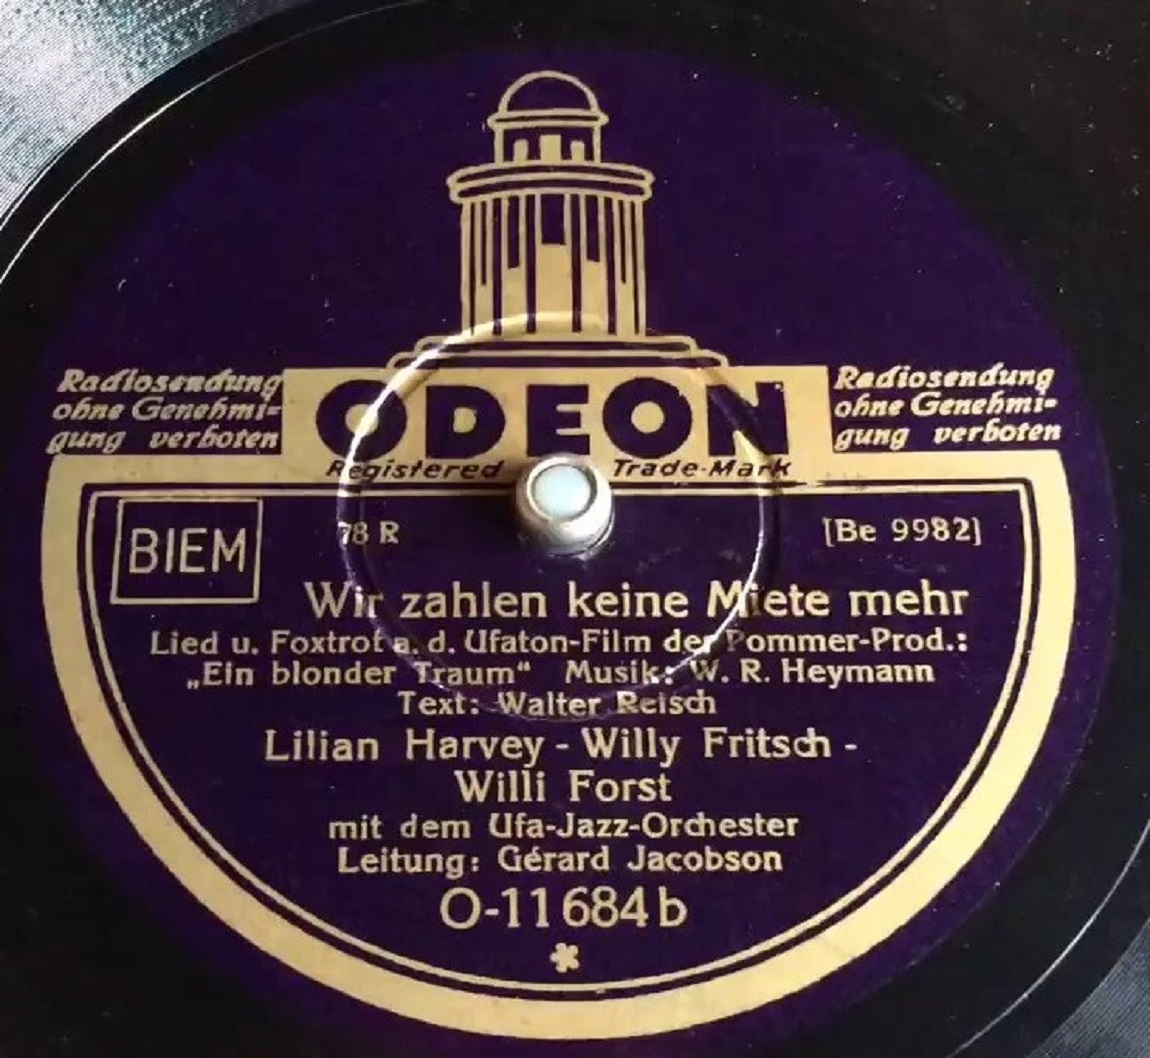 Radiosendung
ohne Genehmi-
gung verboten
ODEON
Registered Trade-Mark
Radiosendung
ohne Genehmi-
gung verboten
BIEM
78 R
[Be 9982]
Wir zahlen keine Miete mehr
Lied u. Foxtrot a. d. Ufaton-Film der Pommer-Prod.:
„Ein blonder Traum“ Musik: W. R. Heymann
Text: Walter Reisch
Lilian Harvey - Willy Fritsch -
Willi Forst
mit dem Ufa-Jazz-Orchester
Leitung: Gérard Jacobson
O-11684b